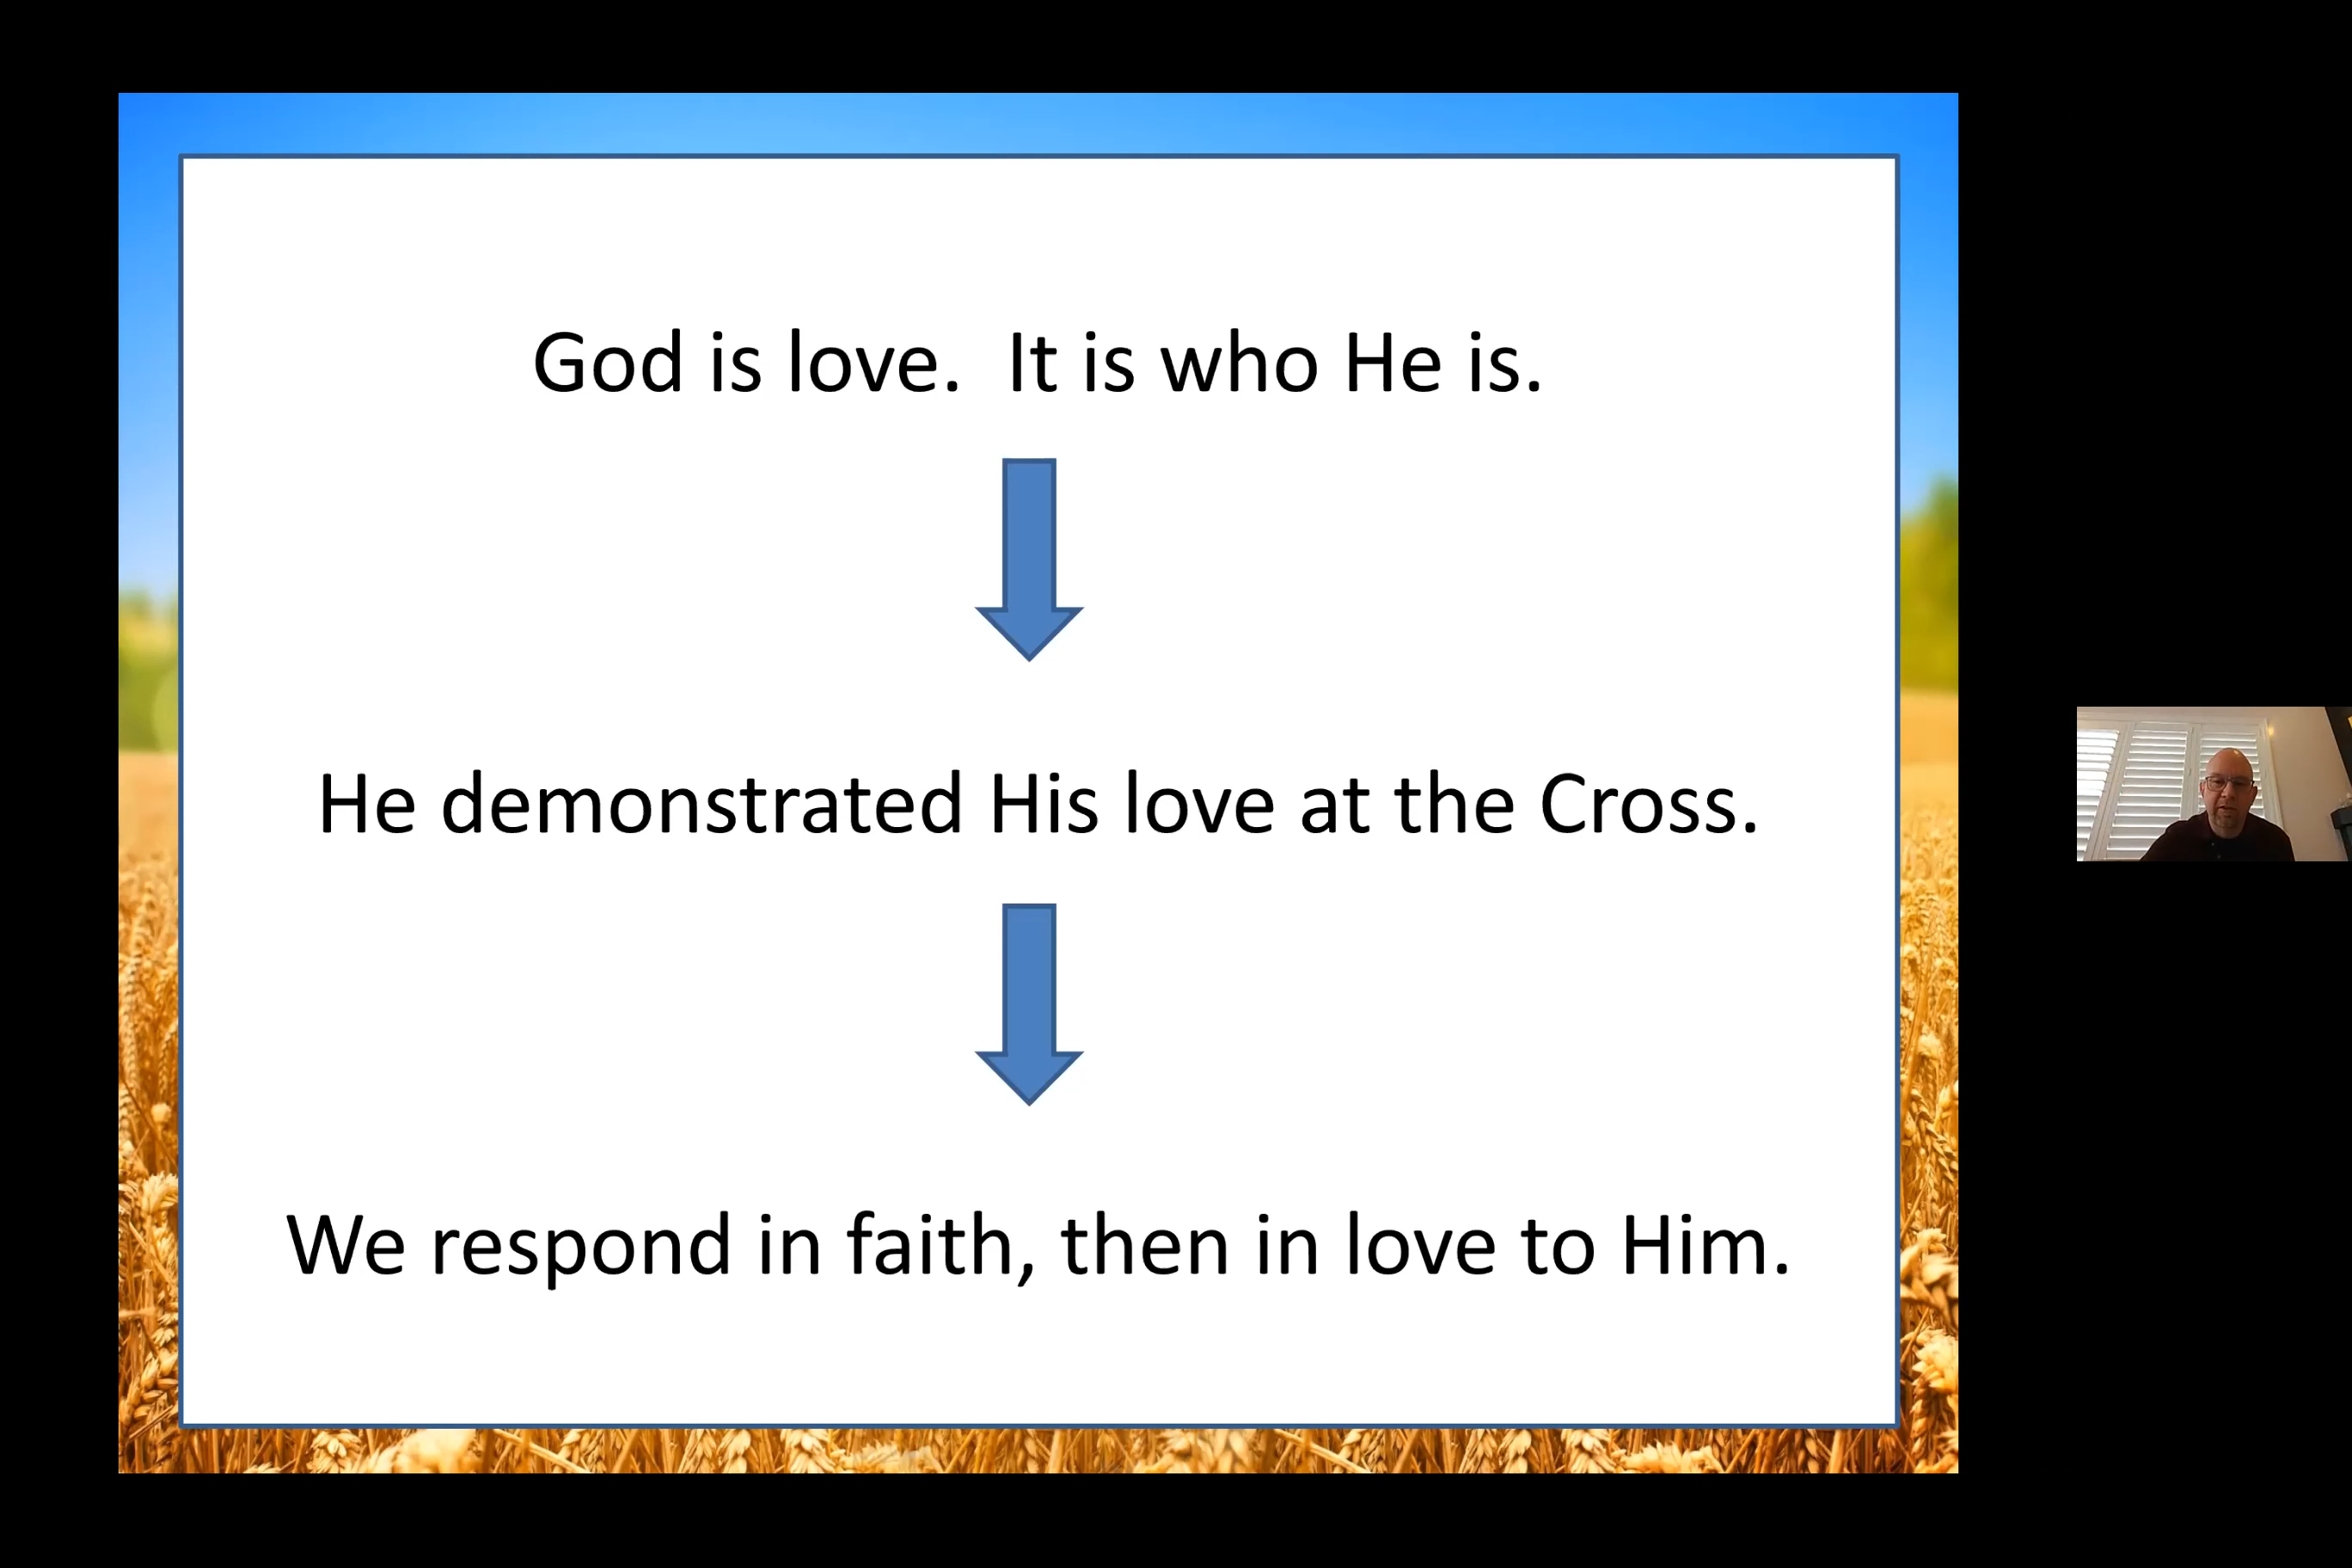 God is love.  It is who He is.
He demonstrated His love at the Cross.
We respond in faith, then in love to Him.